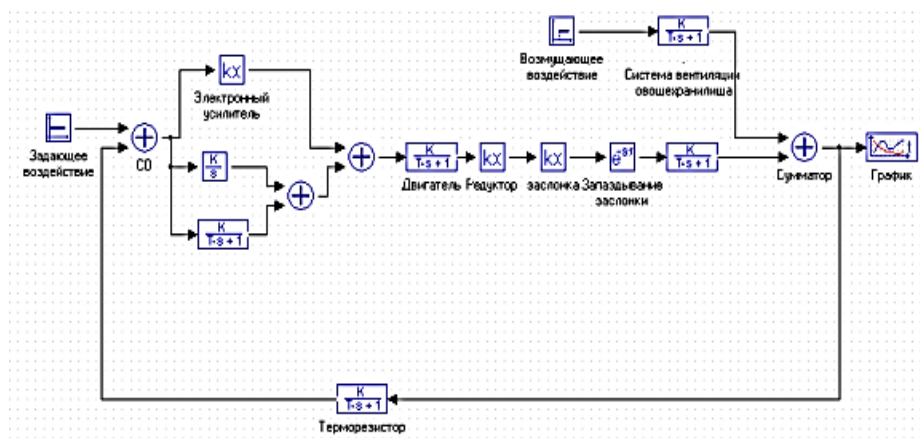 Возмущающее
воздействие
K
T·s + 1
Система вентиляции
овощехранилища
kx
Электронный
усилитель
Задающее
воздействие
СО
K
s
K
T·s + 1
K
T·s + 1
Двигатель
kx
Редуктор
kx
заслонка
Запаздывание
заслонки
K
T·s + 1
Сумматор
График
K
T·s + 1
Терморезистор